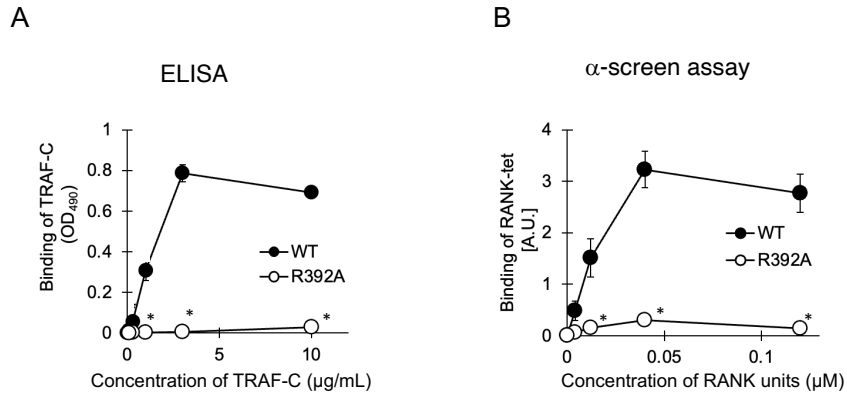 A
ELISA
Binding of TRAF-C
(OD490)
1
0.8
0.6
0.4
0.2
0
WT
R392A
*
*
*
0
5
10
Concentration of TRAF-C (µg/mL)
B
α-screen assay
Binding of RANK-tet
[A.U.]
4
3
2
1
0
WT
R392A
*
*
*
0
0.05
0.1
Concentration of RANK units (µM)